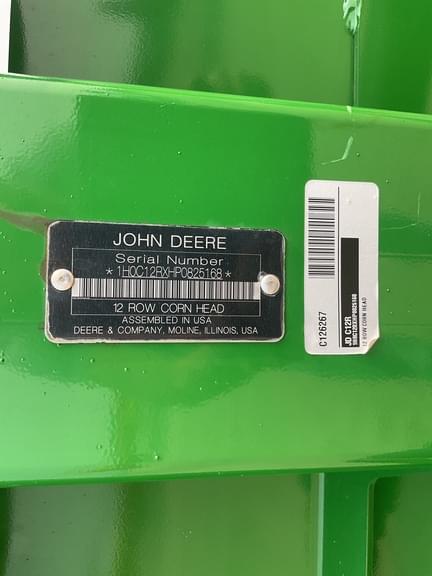 JOHN DEERE
Serial Number
*1H0C12RXHP0825168*
12 ROW CORN HEAD
ASSEMBLED IN USA
DEERE & COMPANY, MOLINE, ILLINOIS, USA
C126267
JD C12R
1H0C12RXHP0825168
12 ROW CORN HEAD